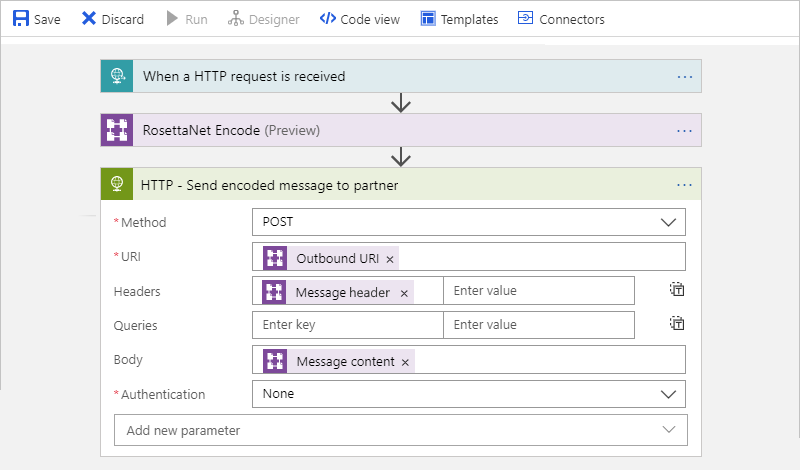 Save Discard Run Designer Code view Templates Connectors
When a HTTP request is received ...
RosettaNet Encode (Preview) ...
HTTP - Send encoded message to partner ...
* Method POST
* URI Outbound URI ×
Headers Message header × Enter value
Queries Enter key Enter value
Body Message content ×
* Authentication None
Add new parameter